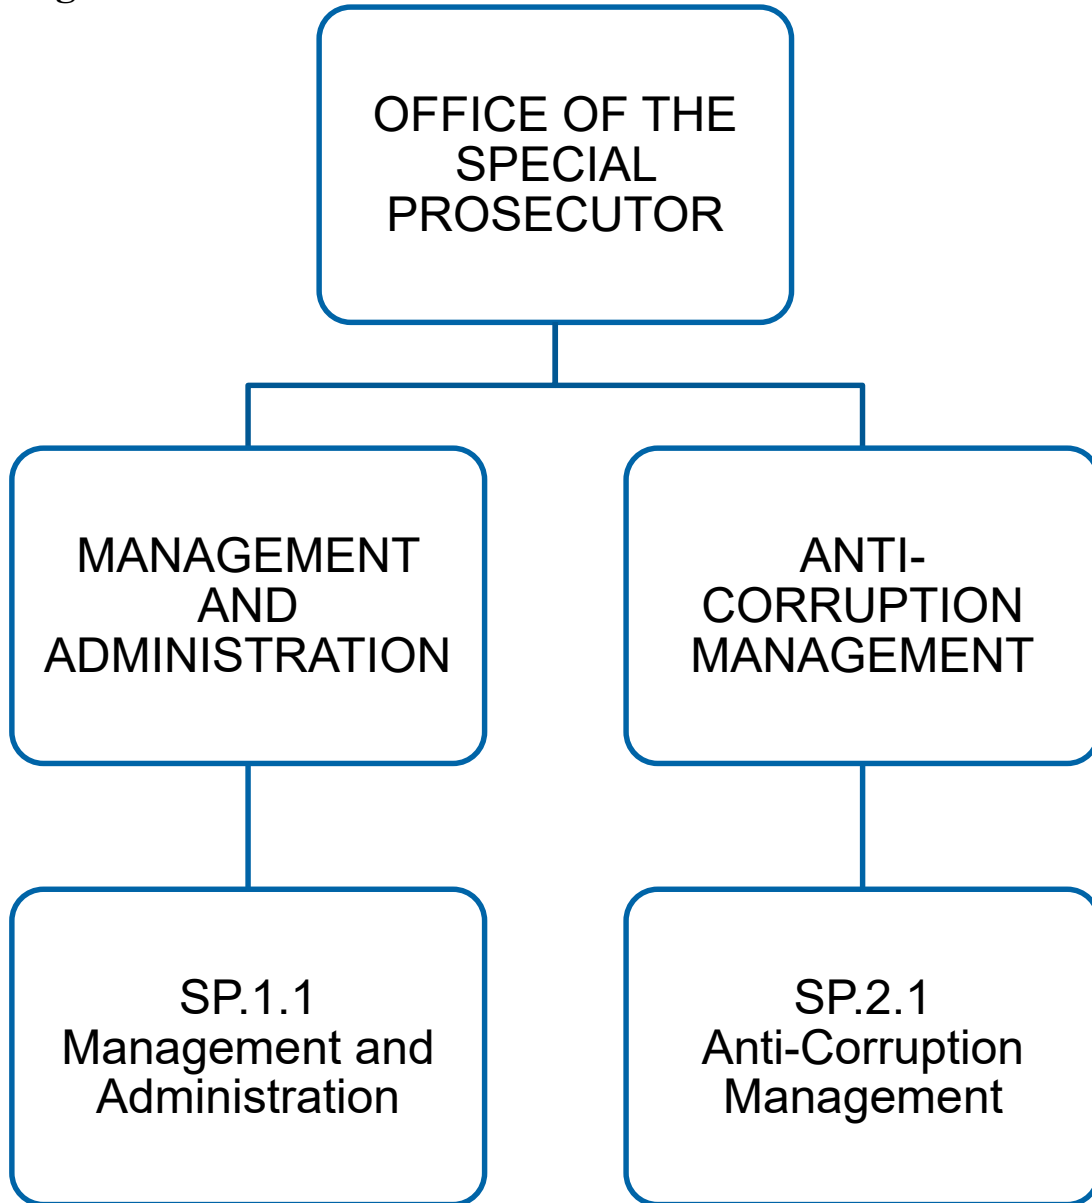 OFFICE OF THE
SPECIAL
PROSECUTOR
MANAGEMENT
AND
ADMINISTRATION
ANTI-
CORRUPTION
MANAGEMENT
SP.1.1
Management and
Administration
SP.2.1
Anti-Corruption
Management